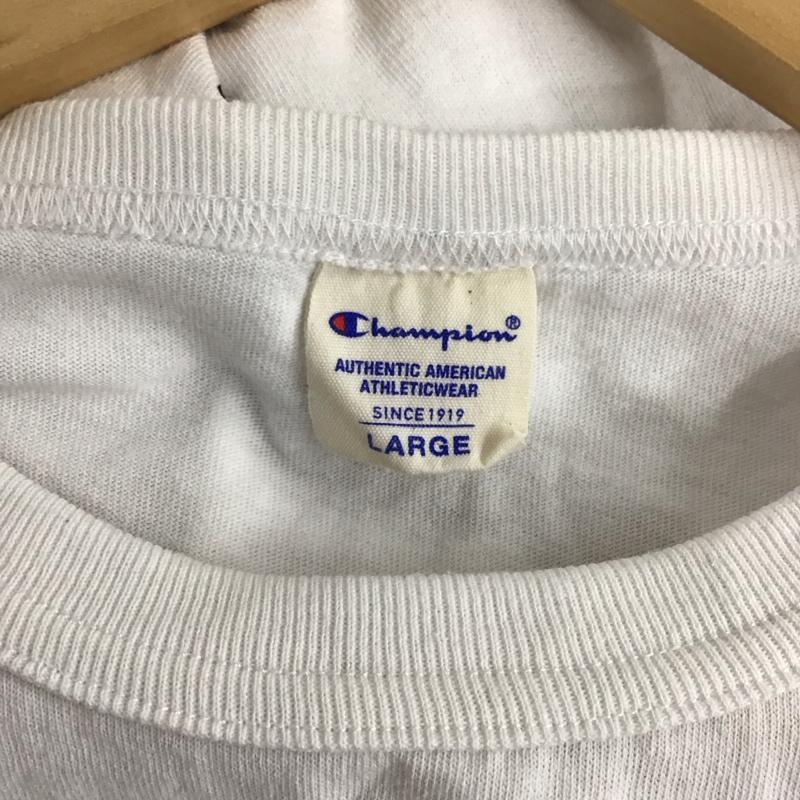 Champion®
AUTHENTIC AMERICAN
ATHLETICWEAR
SINCE 1919
LARGE